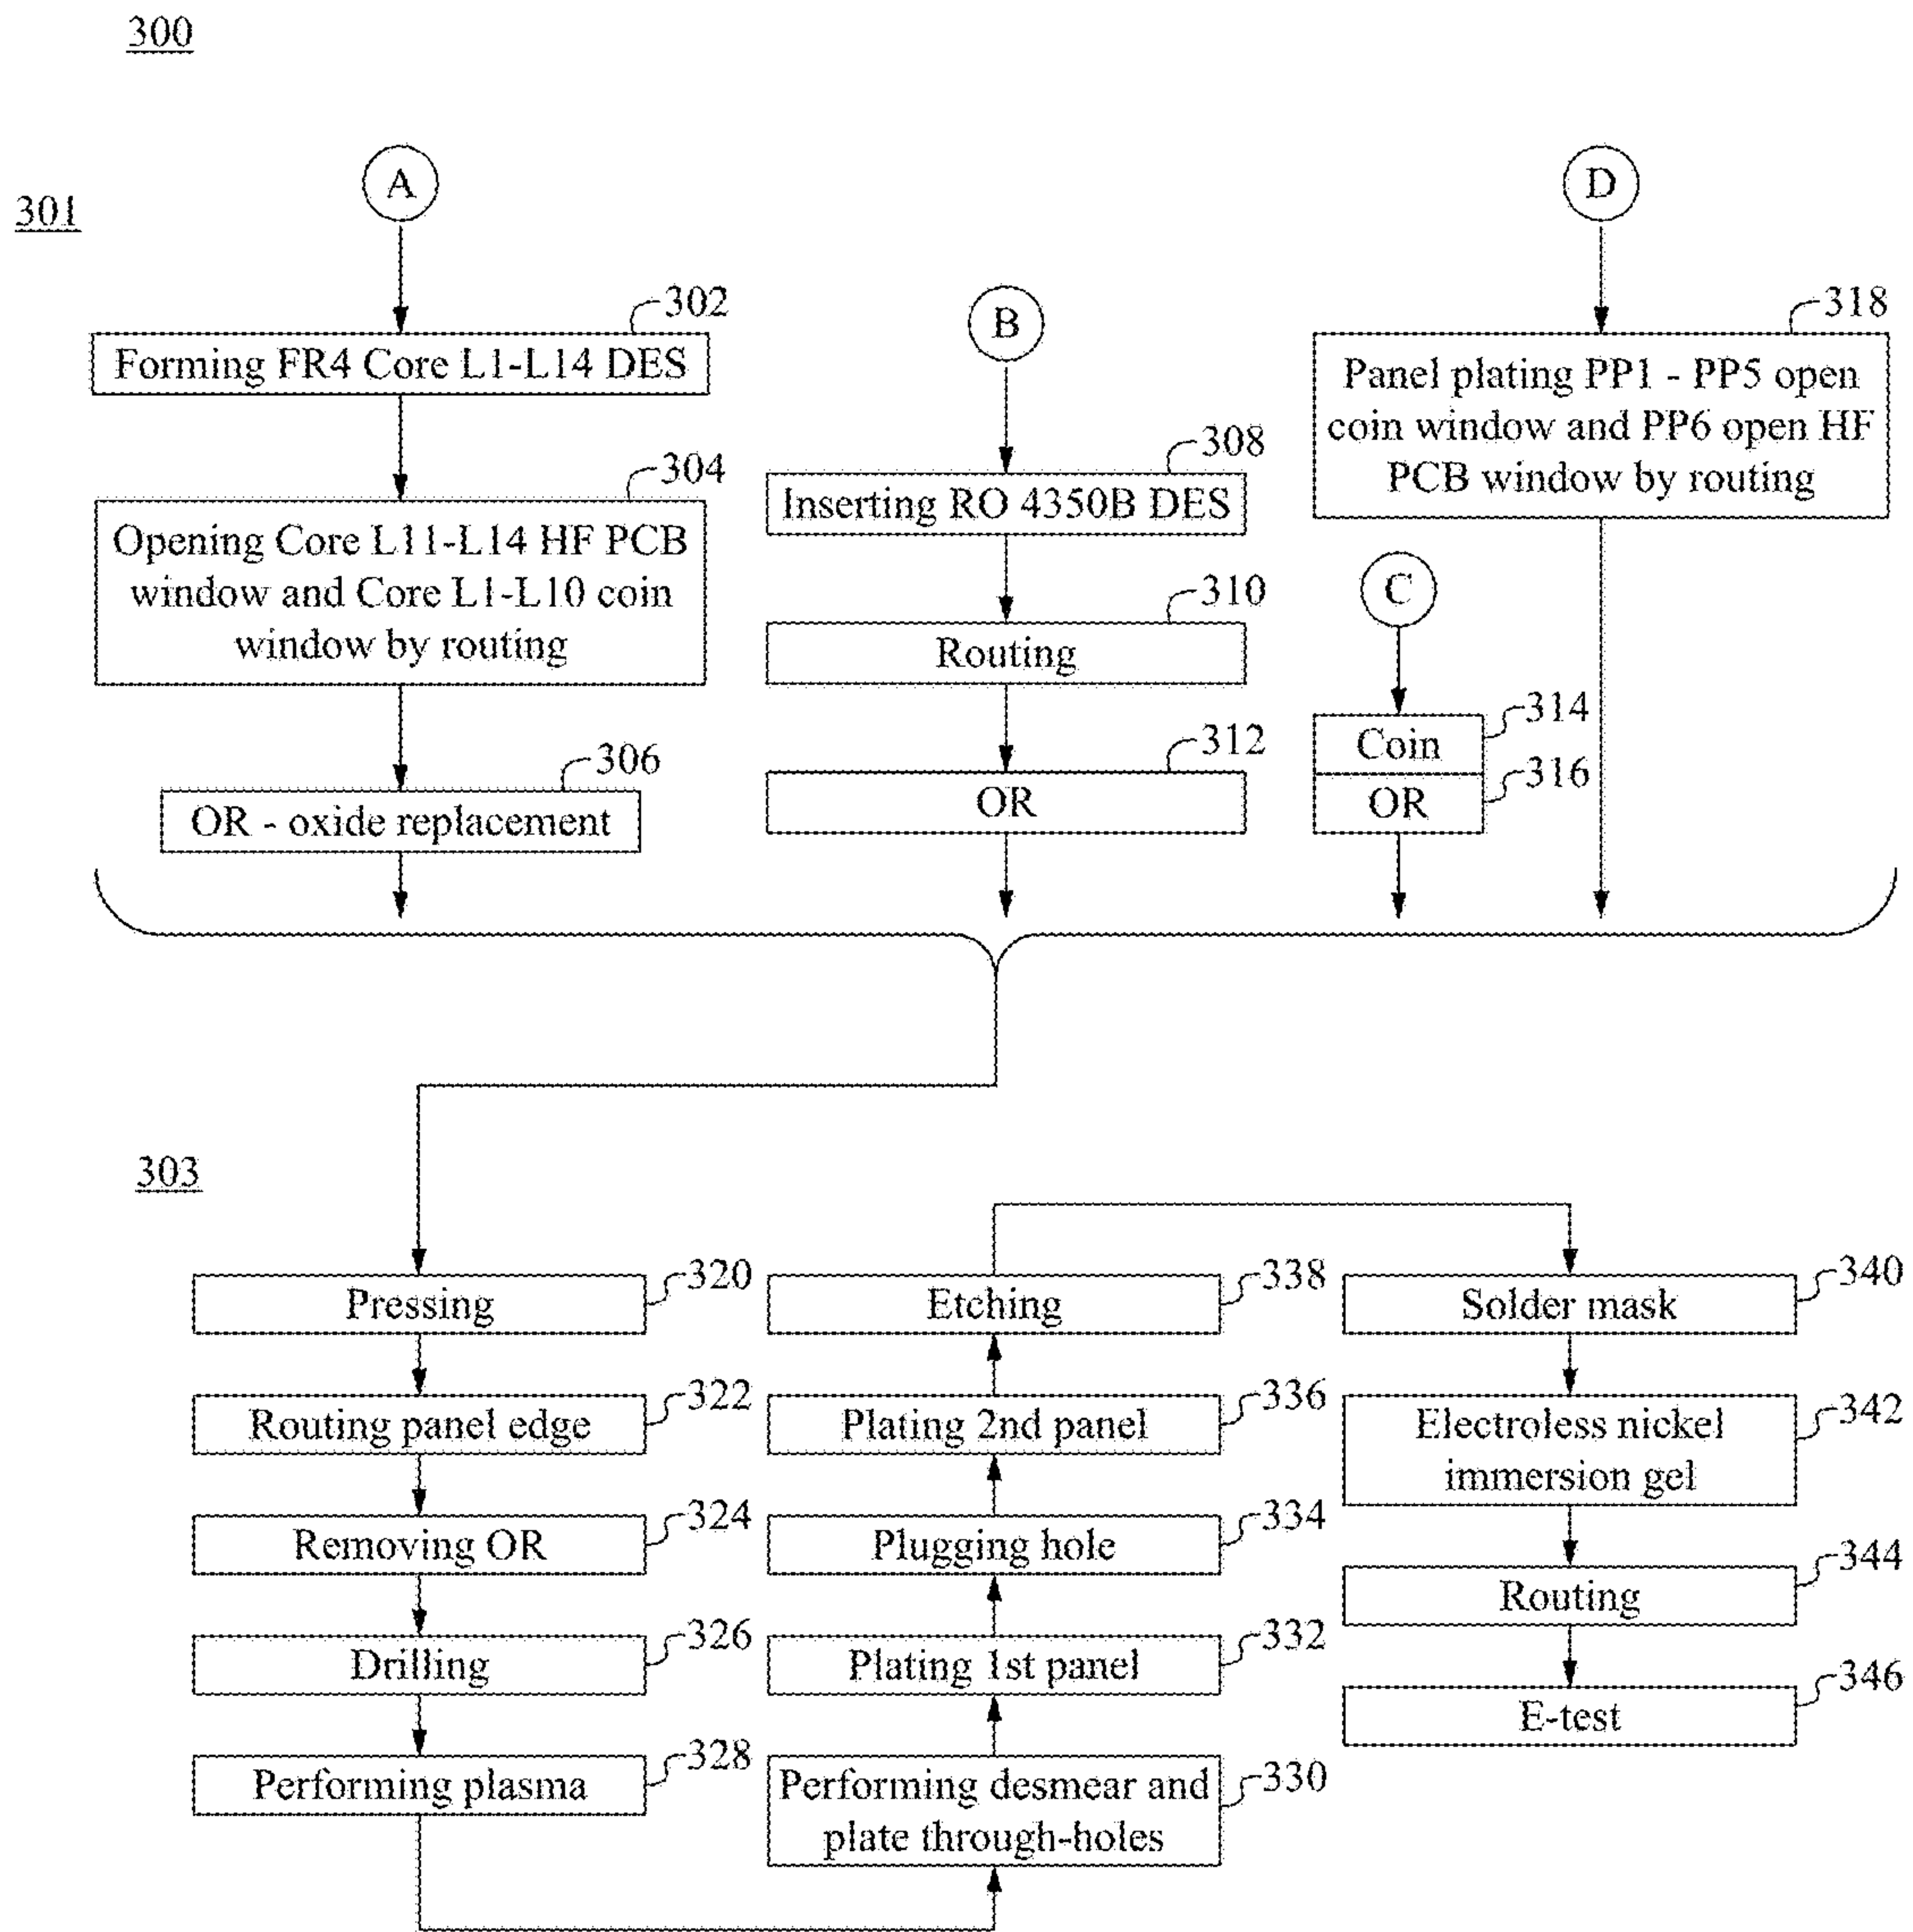 300
301
A
302
Forming FR4 Core L1-L14 DES
304
Opening Core L11-L14 HF PCB
window and Core L1-L10 coin
window by routing
306
OR - oxide replacement
B
308
Inserting RO 4350B DES
310
Routing
312
OR
C
314
Coin
316
OR
D
318
Panel plating PP1 - PP5 open
coin window and PP6 open HF
PCB window by routing
303
320
Pressing
322
Routing panel edge
324
Removing OR
326
Drilling
328
Performing plasma
330
Performing desmear and
plate through-holes
332
Plating 1st panel
334
Plugging hole
336
Plating 2nd panel
338
Etching
340
Solder mask
342
Electroless nickel
immersion gel
344
Routing
346
E-test